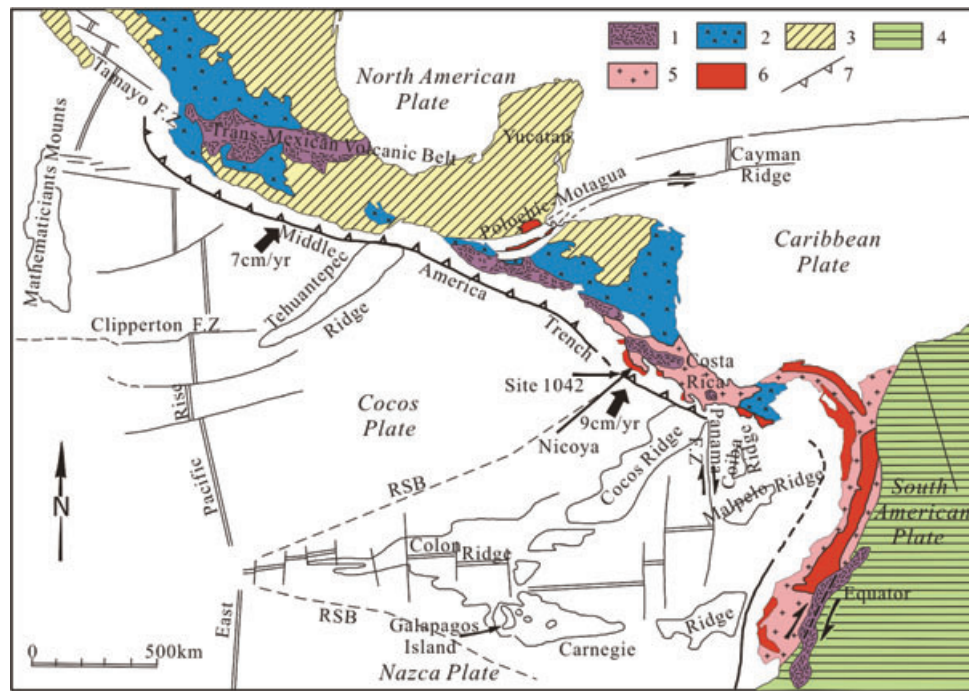 1
2
3
4
5
6
7
North American
Plate
Tamayo F.Z
Trans-Mexican Volcanic Belt
Yucatan
Cayman
Ridge
Polochic-Motagua
Mathematicians Mounts
Caribbean
Plate
7cm/yr
Middle
America
Trench
Tehuantepec
Ridge
Clipperton F.Z
Costa
Rica
Site 1042
Cocos
Plate
9cm/yr
Nicoya
Rise
Pacific
East
Panama
F.Z
Coiba
Ridge
Cocos Ridge
Malpelo Ridge
RSB
N
South
American
Plate
Colon
Ridge
Equator
RSB
Galapagos
Island
Ridge
Carnegie
0
500km
Nazca Plate